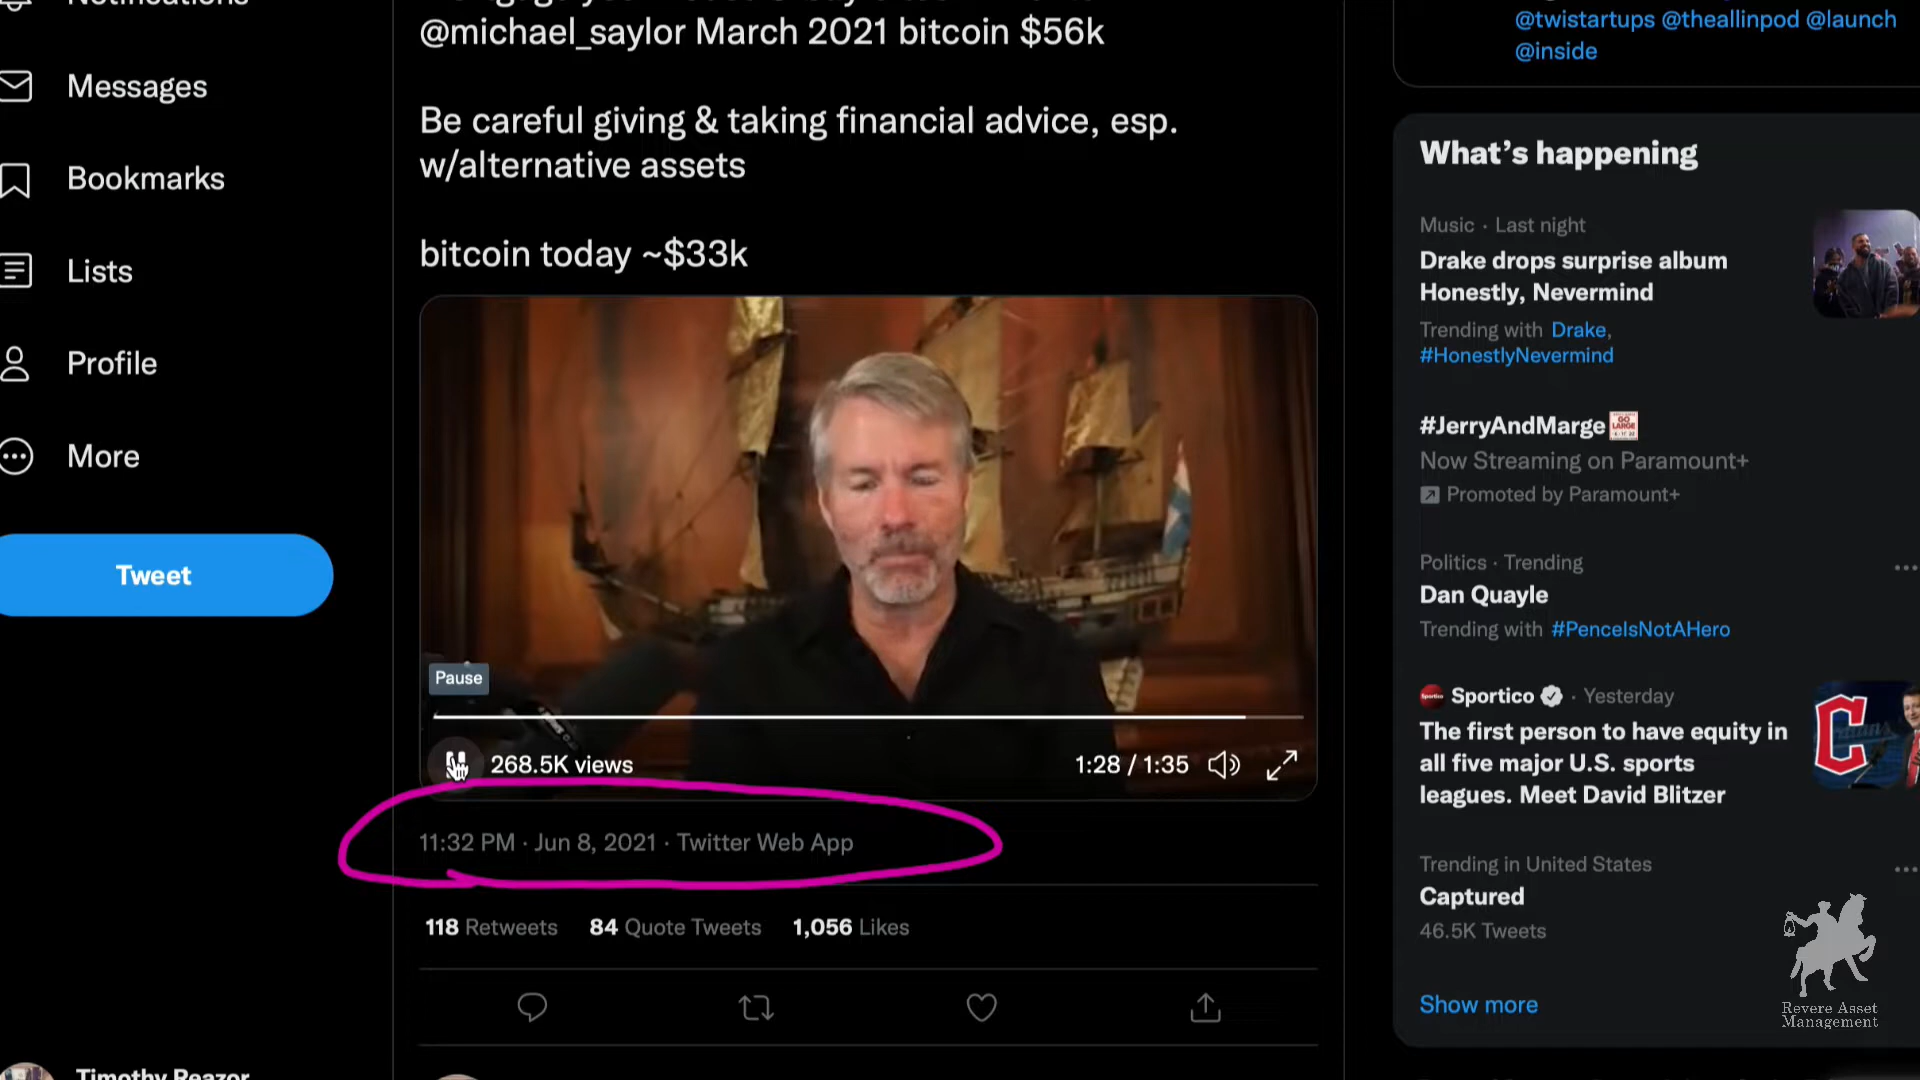 Notifications
Messages
Bookmarks
Lists
Profile
More
Tweet
Timothy Reazor
@michael_saylor March 2021 bitcoin $56k
Be careful giving & taking financial advice, esp.
w/alternative assets
bitcoin today ~$33k
Pause
268.5K views
1:28 / 1:35
11:32 PM · Jun 8, 2021 · Twitter Web App
118 Retweets 84 Quote Tweets 1,056 Likes
@twistartups @theallinpod @launch
@inside
What's happening
Music · Last night
Drake drops surprise album
Honestly, Nevermind
Trending with Drake,
#HonestlyNevermind
#JerryAndMarge
GO
LARGE
Now Streaming on Paramount+
Promoted by Paramount+
Politics · Trending
Dan Quayle
Trending with #PenceIsNotAHero
Sportico · Yesterday
The first person to have equity in
all five major U.S. sports
leagues. Meet David Blitzer
Trending in United States
Captured
46.5K Tweets
Show more
Revere Asset
Management